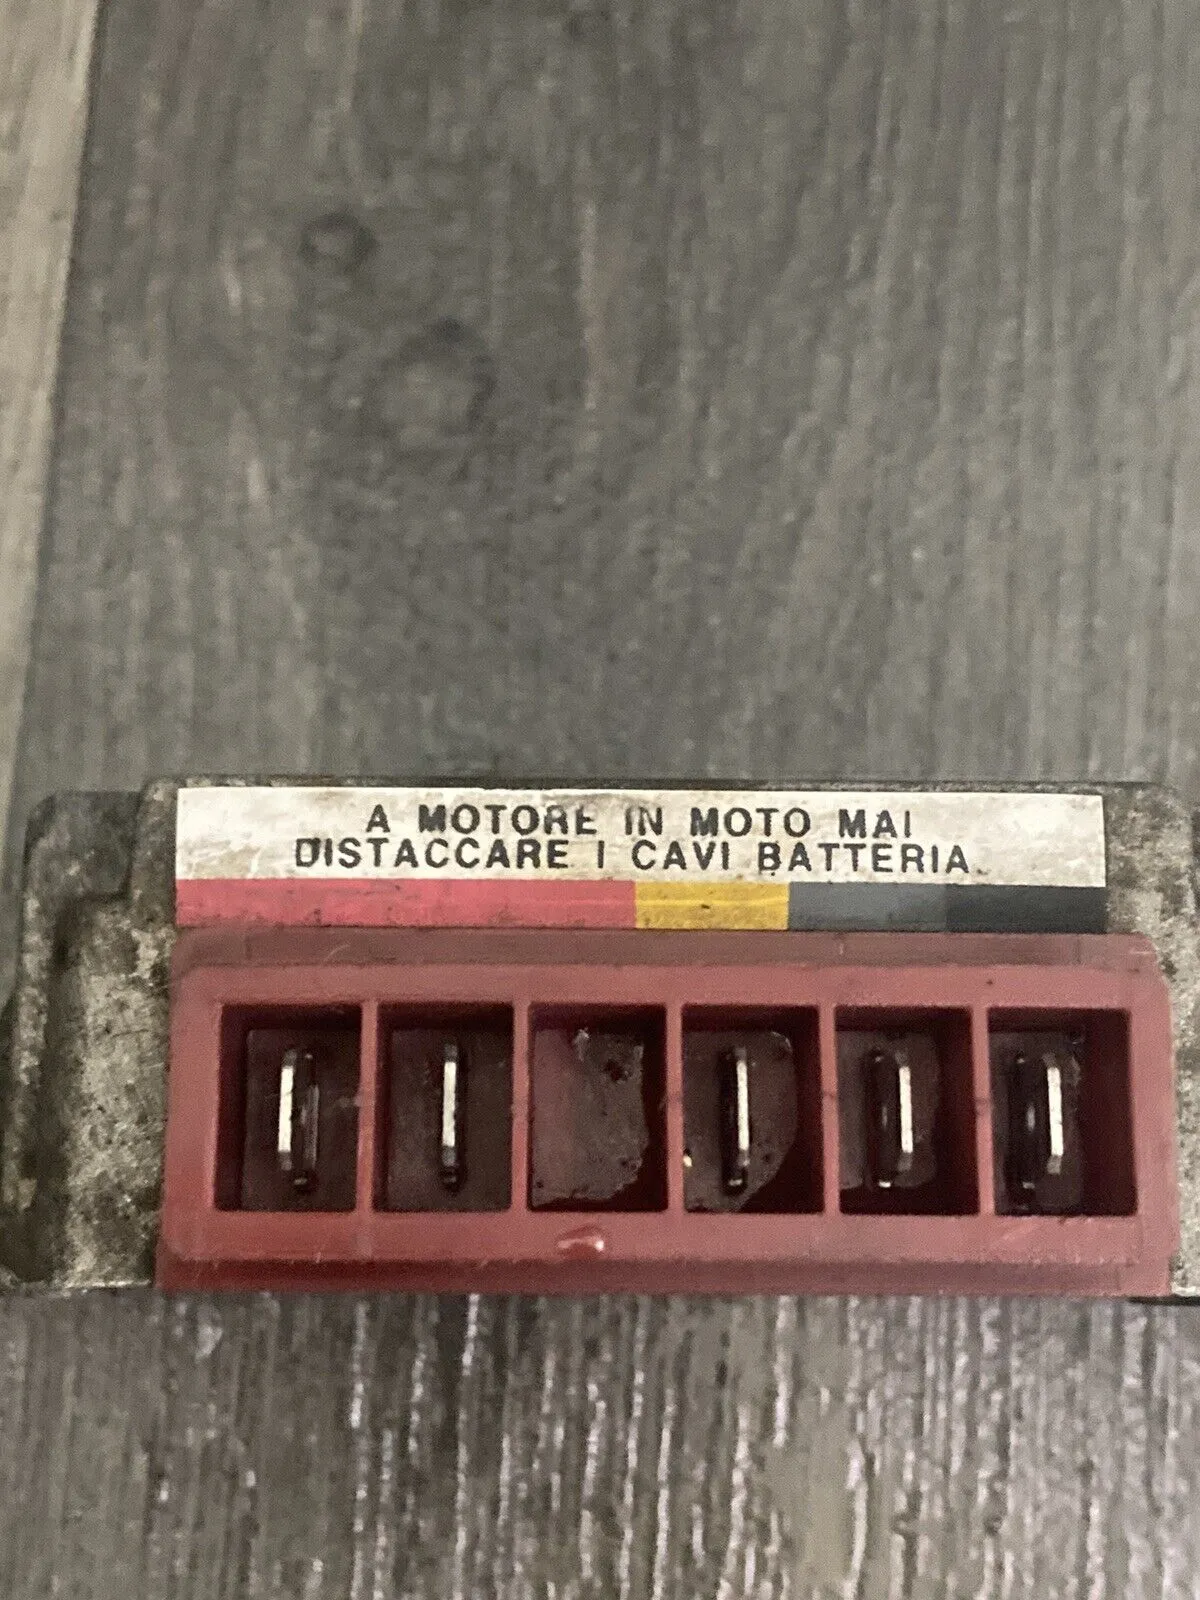 A MOTORE IN MOTO MAI
DISTACCARE I CAVI BATTERIA